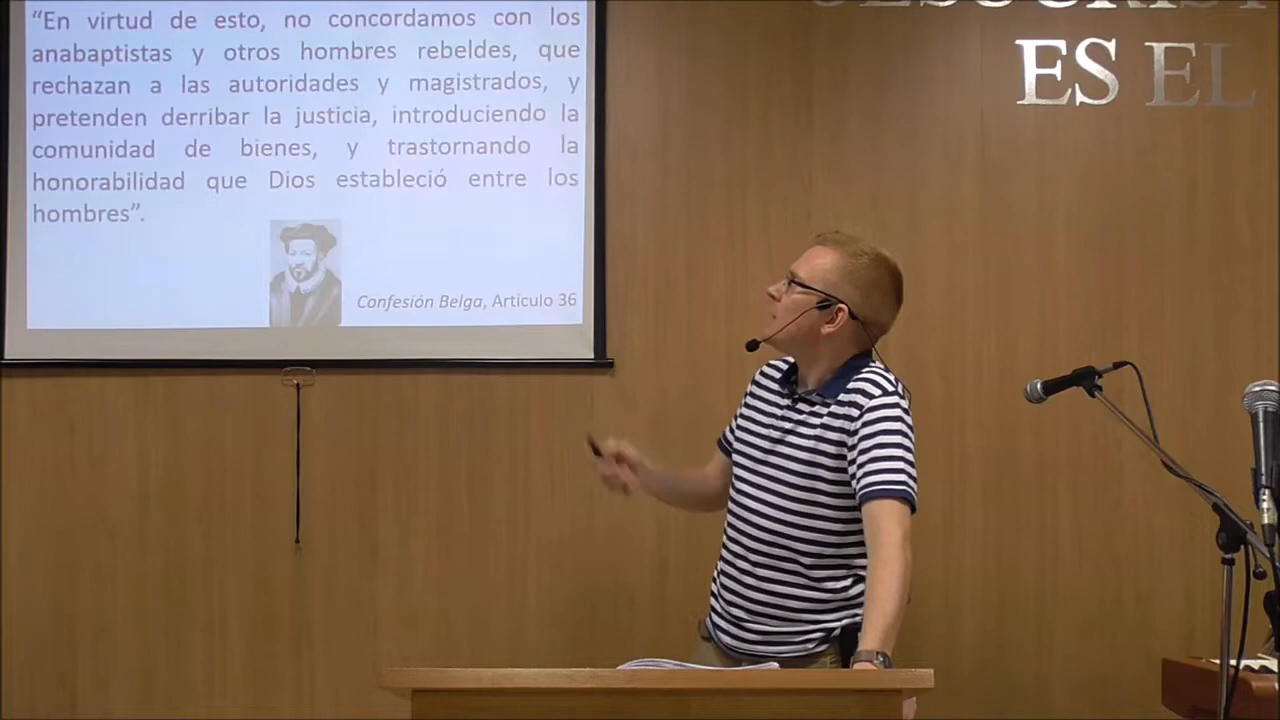 “En virtud de esto, no concordamos con los
anabaptistas y otros hombres rebeldes, que
rechazan a las autoridades y magistrados, y
pretenden derribar la justicia, introduciendo la
comunidad de bienes, y trastornando la
honorabilidad que Dios estableció entre los
hombres”.
Confesión Belga, Artículo 36
ES EL